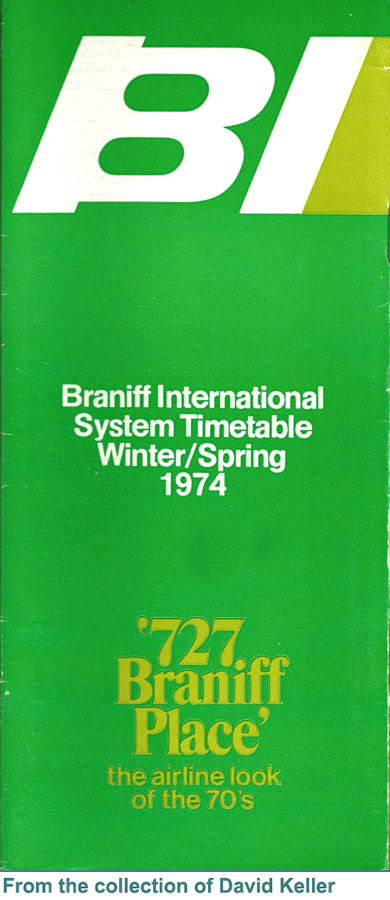 BI
Braniff International
System Timetable
Winter/Spring
1974
'727
Braniff
Place'
the airline look
of the 70's
From the collection of David Keller